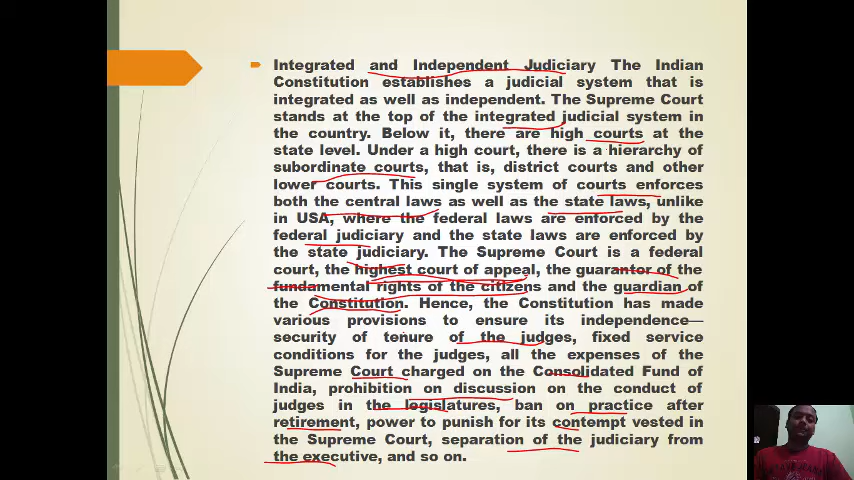 Integrated and Independent Judiciary The Indian
Constitution establishes a judicial system that is
integrated as well as independent. The Supreme Court
stands at the top of the integrated judicial system in
the country. Below it, there are high courts at the
state level. Under a high court, there is a hierarchy of
subordinate courts, that is, district courts and other
lower courts. This single system of courts enforces
both the central laws as well as the state laws, unlike
in USA, where the federal laws are enforced by the
federal judiciary and the state laws are enforced by
the state judiciary. The Supreme Court is a federal
court, the highest court of appeal, the guarantor of the
fundamental rights of the citizens and the guardian of
the Constitution. Hence, the Constitution has made
various provisions to ensure its independence—
security of tenure of the judges, fixed service
conditions for the judges, all the expenses of the
Supreme Court charged on the Consolidated Fund of
India, prohibition on discussion on the conduct of
judges in the legislatures, ban on practice after
retirement, power to punish for its contempt vested in
the Supreme Court, separation of the judiciary from
the executive, and so on.